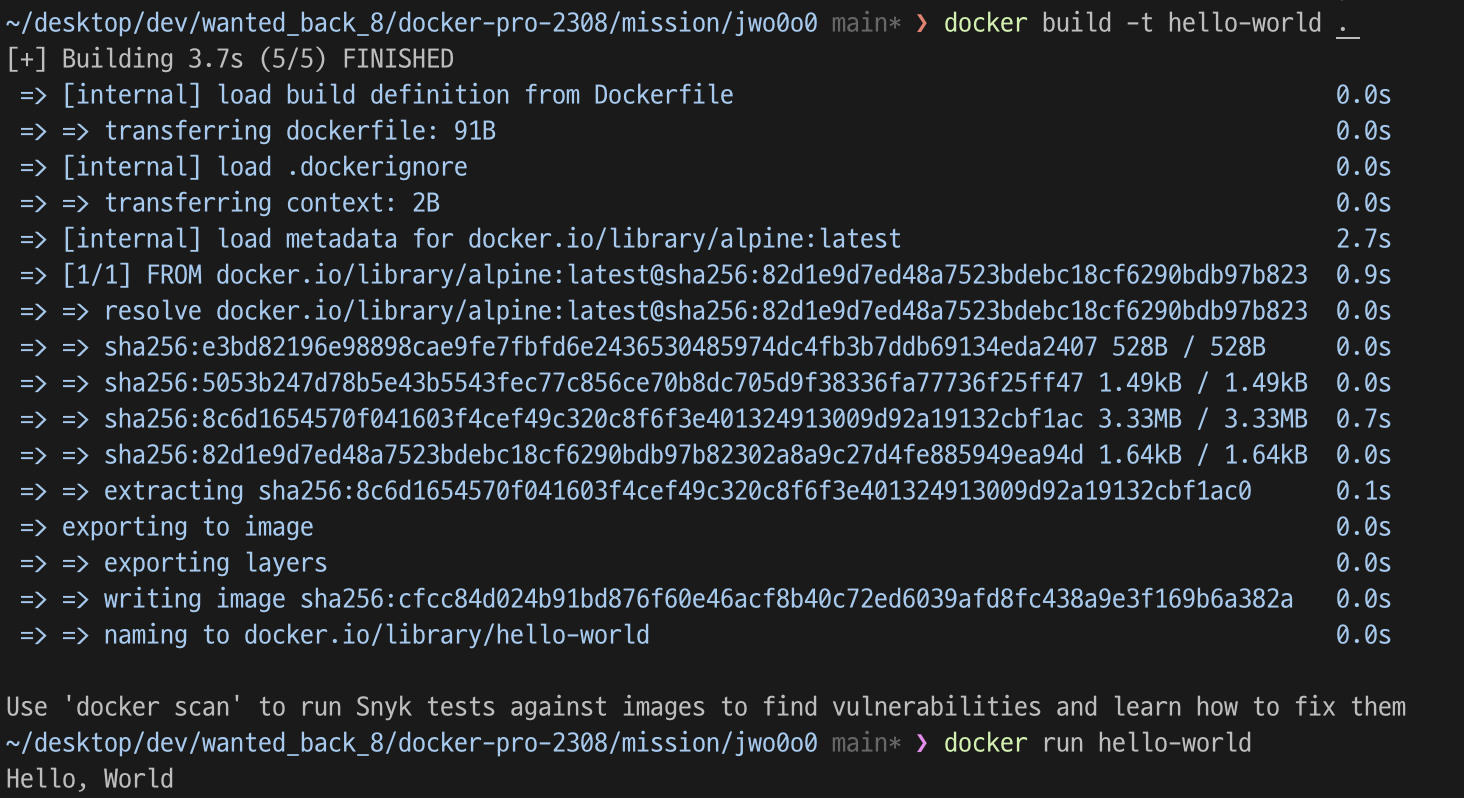 ~/desktop/dev/wanted_back_8/docker-pro-2308/mission/jwo0o0 main* ❯ docker build -t hello-world .
[+] Building 3.7s (5/5) FINISHED
=> [internal] load build definition from Dockerfile 0.0s
=> => transferring dockerfile: 91B 0.0s
=> [internal] load .dockerignore 0.0s
=> => transferring context: 2B 0.0s
=> [internal] load metadata for docker.io/library/alpine:latest 2.7s
=> [1/1] FROM docker.io/library/alpine:latest@sha256:82d1e9d7ed48a7523bdebc18cf6290bdb97b823 0.9s
=> => resolve docker.io/library/alpine:latest@sha256:82d1e9d7ed48a7523bdebc18cf6290bdb97b823 0.0s
=> => sha256:e3bd82196e98898cae9fe7fbfd6e2436530485974dc4fb3b7ddb69134eda2407 528B / 528B 0.0s
=> => sha256:5053b247d78b5e43b5543fec77c856ce70b8dc705d9f38336fa77736f25ff47 1.49kB / 1.49kB 0.0s
=> => sha256:8c6d1654570f041603f4cef49c320c8f6f3e401324913009d92a19132cbf1ac 3.33MB / 3.33MB 0.7s
=> => sha256:82d1e9d7ed48a7523bdebc18cf6290bdb97b82302a8a9c27d4fe885949ea94d 1.64kB / 1.64kB 0.0s
=> => extracting sha256:8c6d1654570f041603f4cef49c320c8f6f3e401324913009d92a19132cbf1ac0 0.1s
=> exporting to image 0.0s
=> => exporting layers 0.0s
=> => writing image sha256:cfcc84d024b91bd876f60e46acf8b40c72ed6039afd8fc438a9e3f169b6a382a 0.0s
=> => naming to docker.io/library/hello-world 0.0s
Use 'docker scan' to run Snyk tests against images to find vulnerabilities and learn how to fix them
~/desktop/dev/wanted_back_8/docker-pro-2308/mission/jwo0o0 main* ❯ docker run hello-world
Hello, World